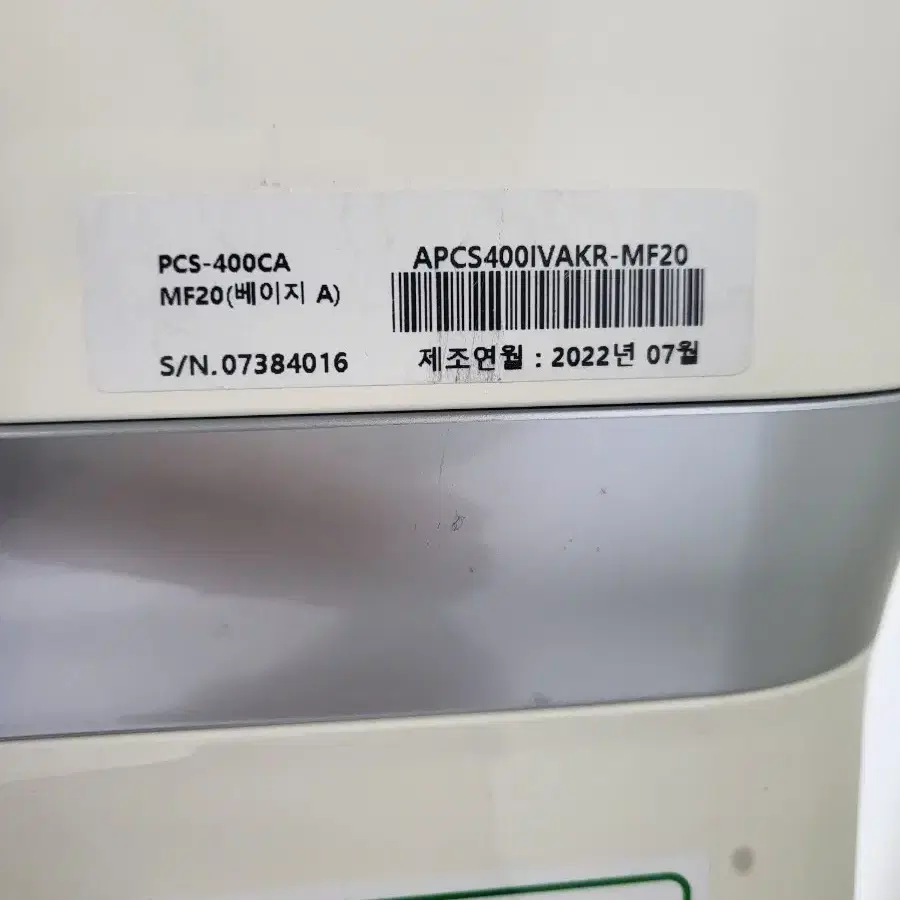 PCS-400CA
MF20(베이지 A)
S/N.07384016
APCS400IVAKR-MF20
제조연월 : 2022년 07월